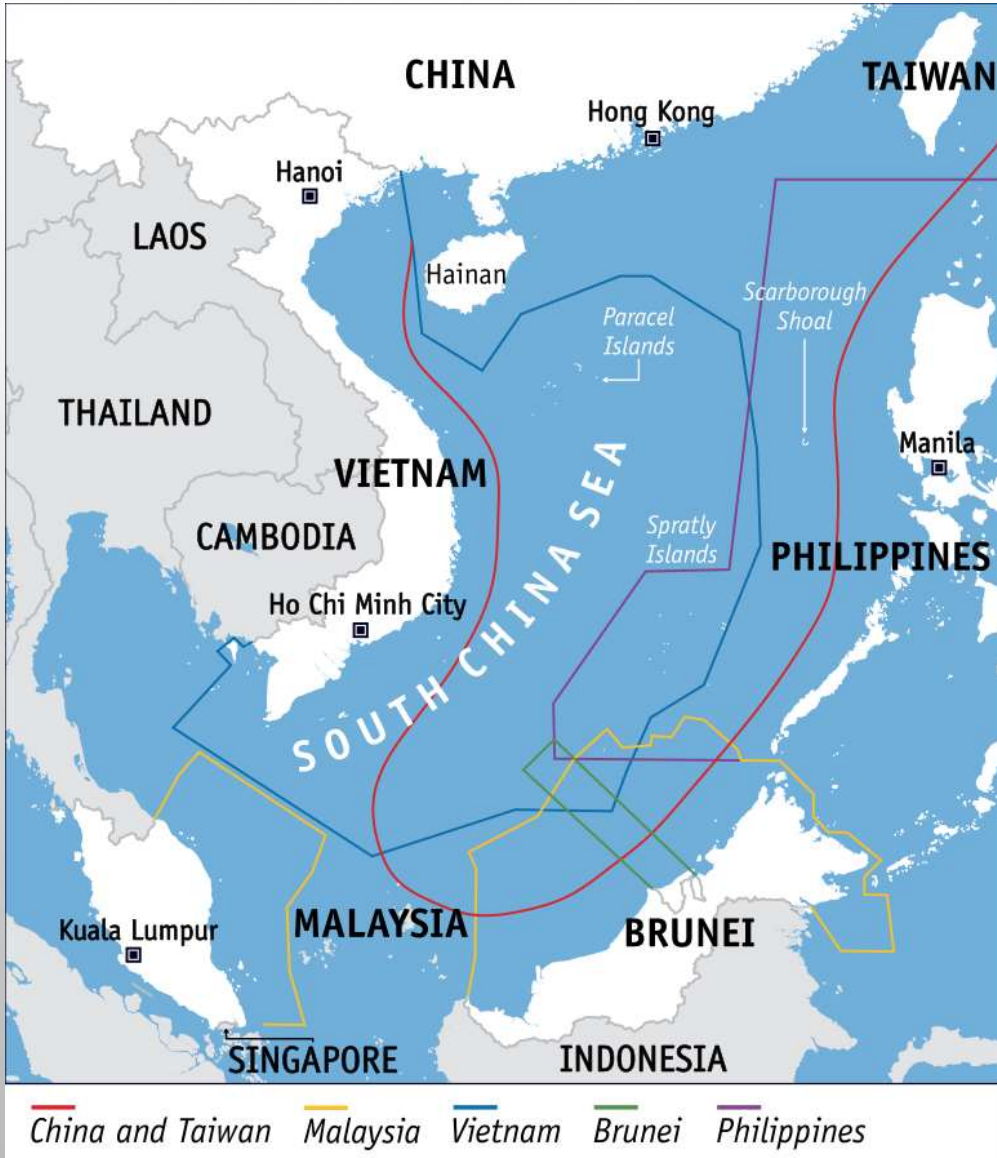 CHINA
TAIWAN
Hong Kong
Hanoi
LAOS
Hainan
Scarborough
Shoal
Paracel
Islands
THAILAND
Manila
VIETNAM
SOUTH CHINA SEA
Spratly
Islands
CAMBODIA
PHILIPPINES
Ho Chi Minh City
MALAYSIA
BRUNEI
Kuala Lumpur
SINGAPORE
INDONESIA
China and Taiwan
Malaysia
Vietnam
Brunei
Philippines